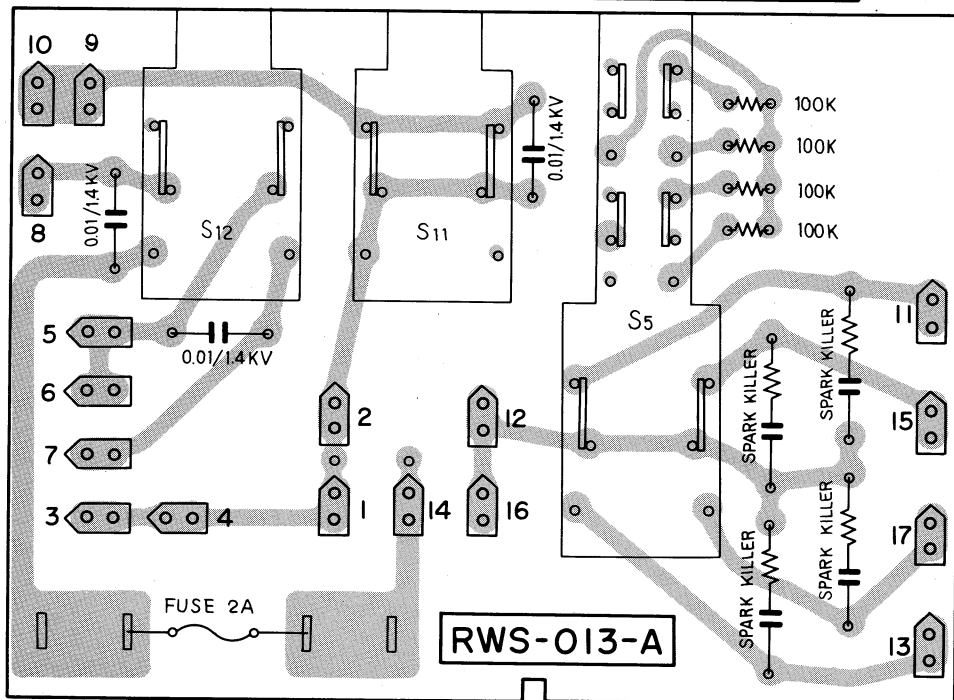 10
9
100K
100K
100K
100K
0.01/1.4KV
0.01/1.4KV
8
S12
S11
S5
5
0.01/1.4KV
6
7
3
4
2
1
14
12
16
SPARK KILLER
SPARK KILLER
SPARK KILLER
SPARK KILLER
11
15
17
13
FUSE 2A
RWS-013-A